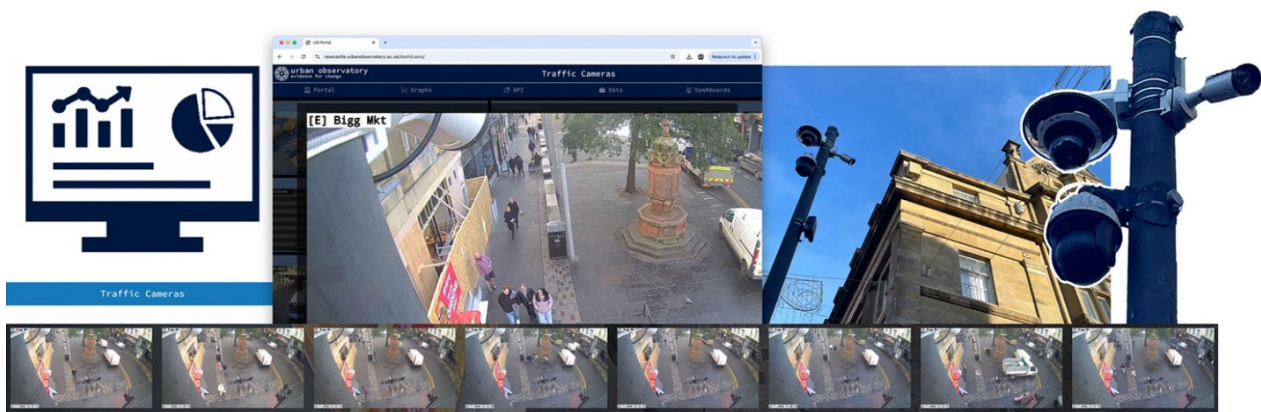 UO Portal
newcastle.urbanobservatory.ac.uk/dash/cams/
Relaunch to update
urban observatory
evidence for change
Traffic Cameras
Portal
Graphs
API
Data
Dashboards
[E] Bigg Mkt
Traffic Cameras